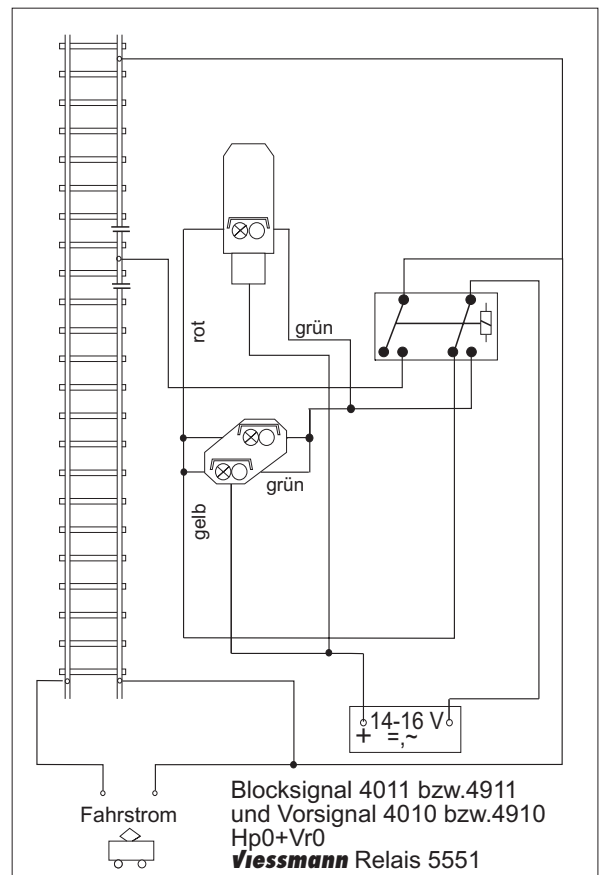 rot
grün
grün
gelb
14-16 V
+ =,~
Fahrstrom
Blocksignal 4011 bzw.4911
und Vorsignal 4010 bzw.4910
Hp0+Vr0
viessmann Relais 5551